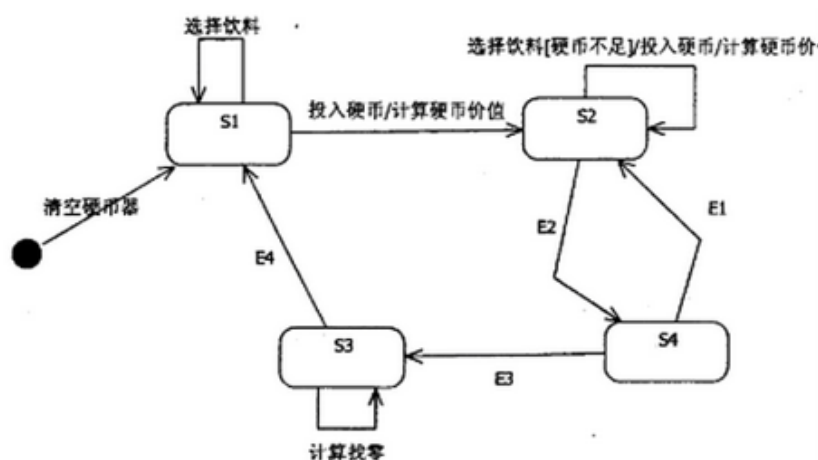 选择饮料
选择饮料[硬币不足]/投入硬币/计算硬币价
S1
投入硬币/计算硬币价值
S2
清空硬币器
E4
E2
E1
S3
E3
S4
计算找零